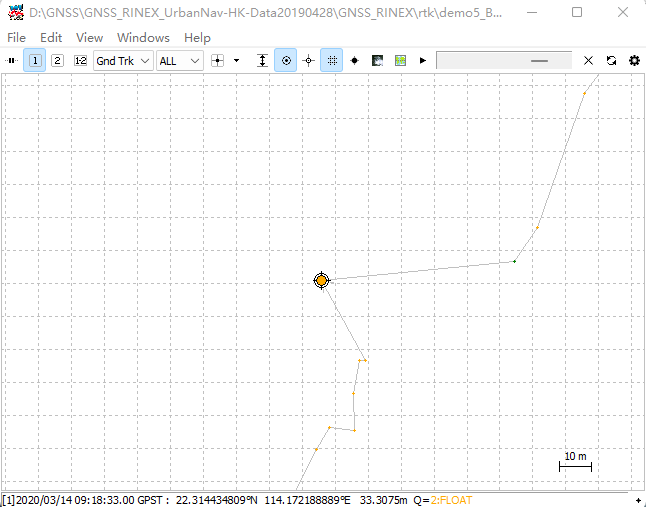 D:\GNSS\GNSS_RINEX_UrbanNav-HK-Data20190428\GNSS_RINEX\rtk\demo5_B...
File Edit View Windows Help
1 2 1-2 Gnd Trk ALL
10 m
[1]2020/03/14 09:18:33.00 GPST : 22.314434809°N 114.172188889°E 33.3075m Q=2:FLOAT